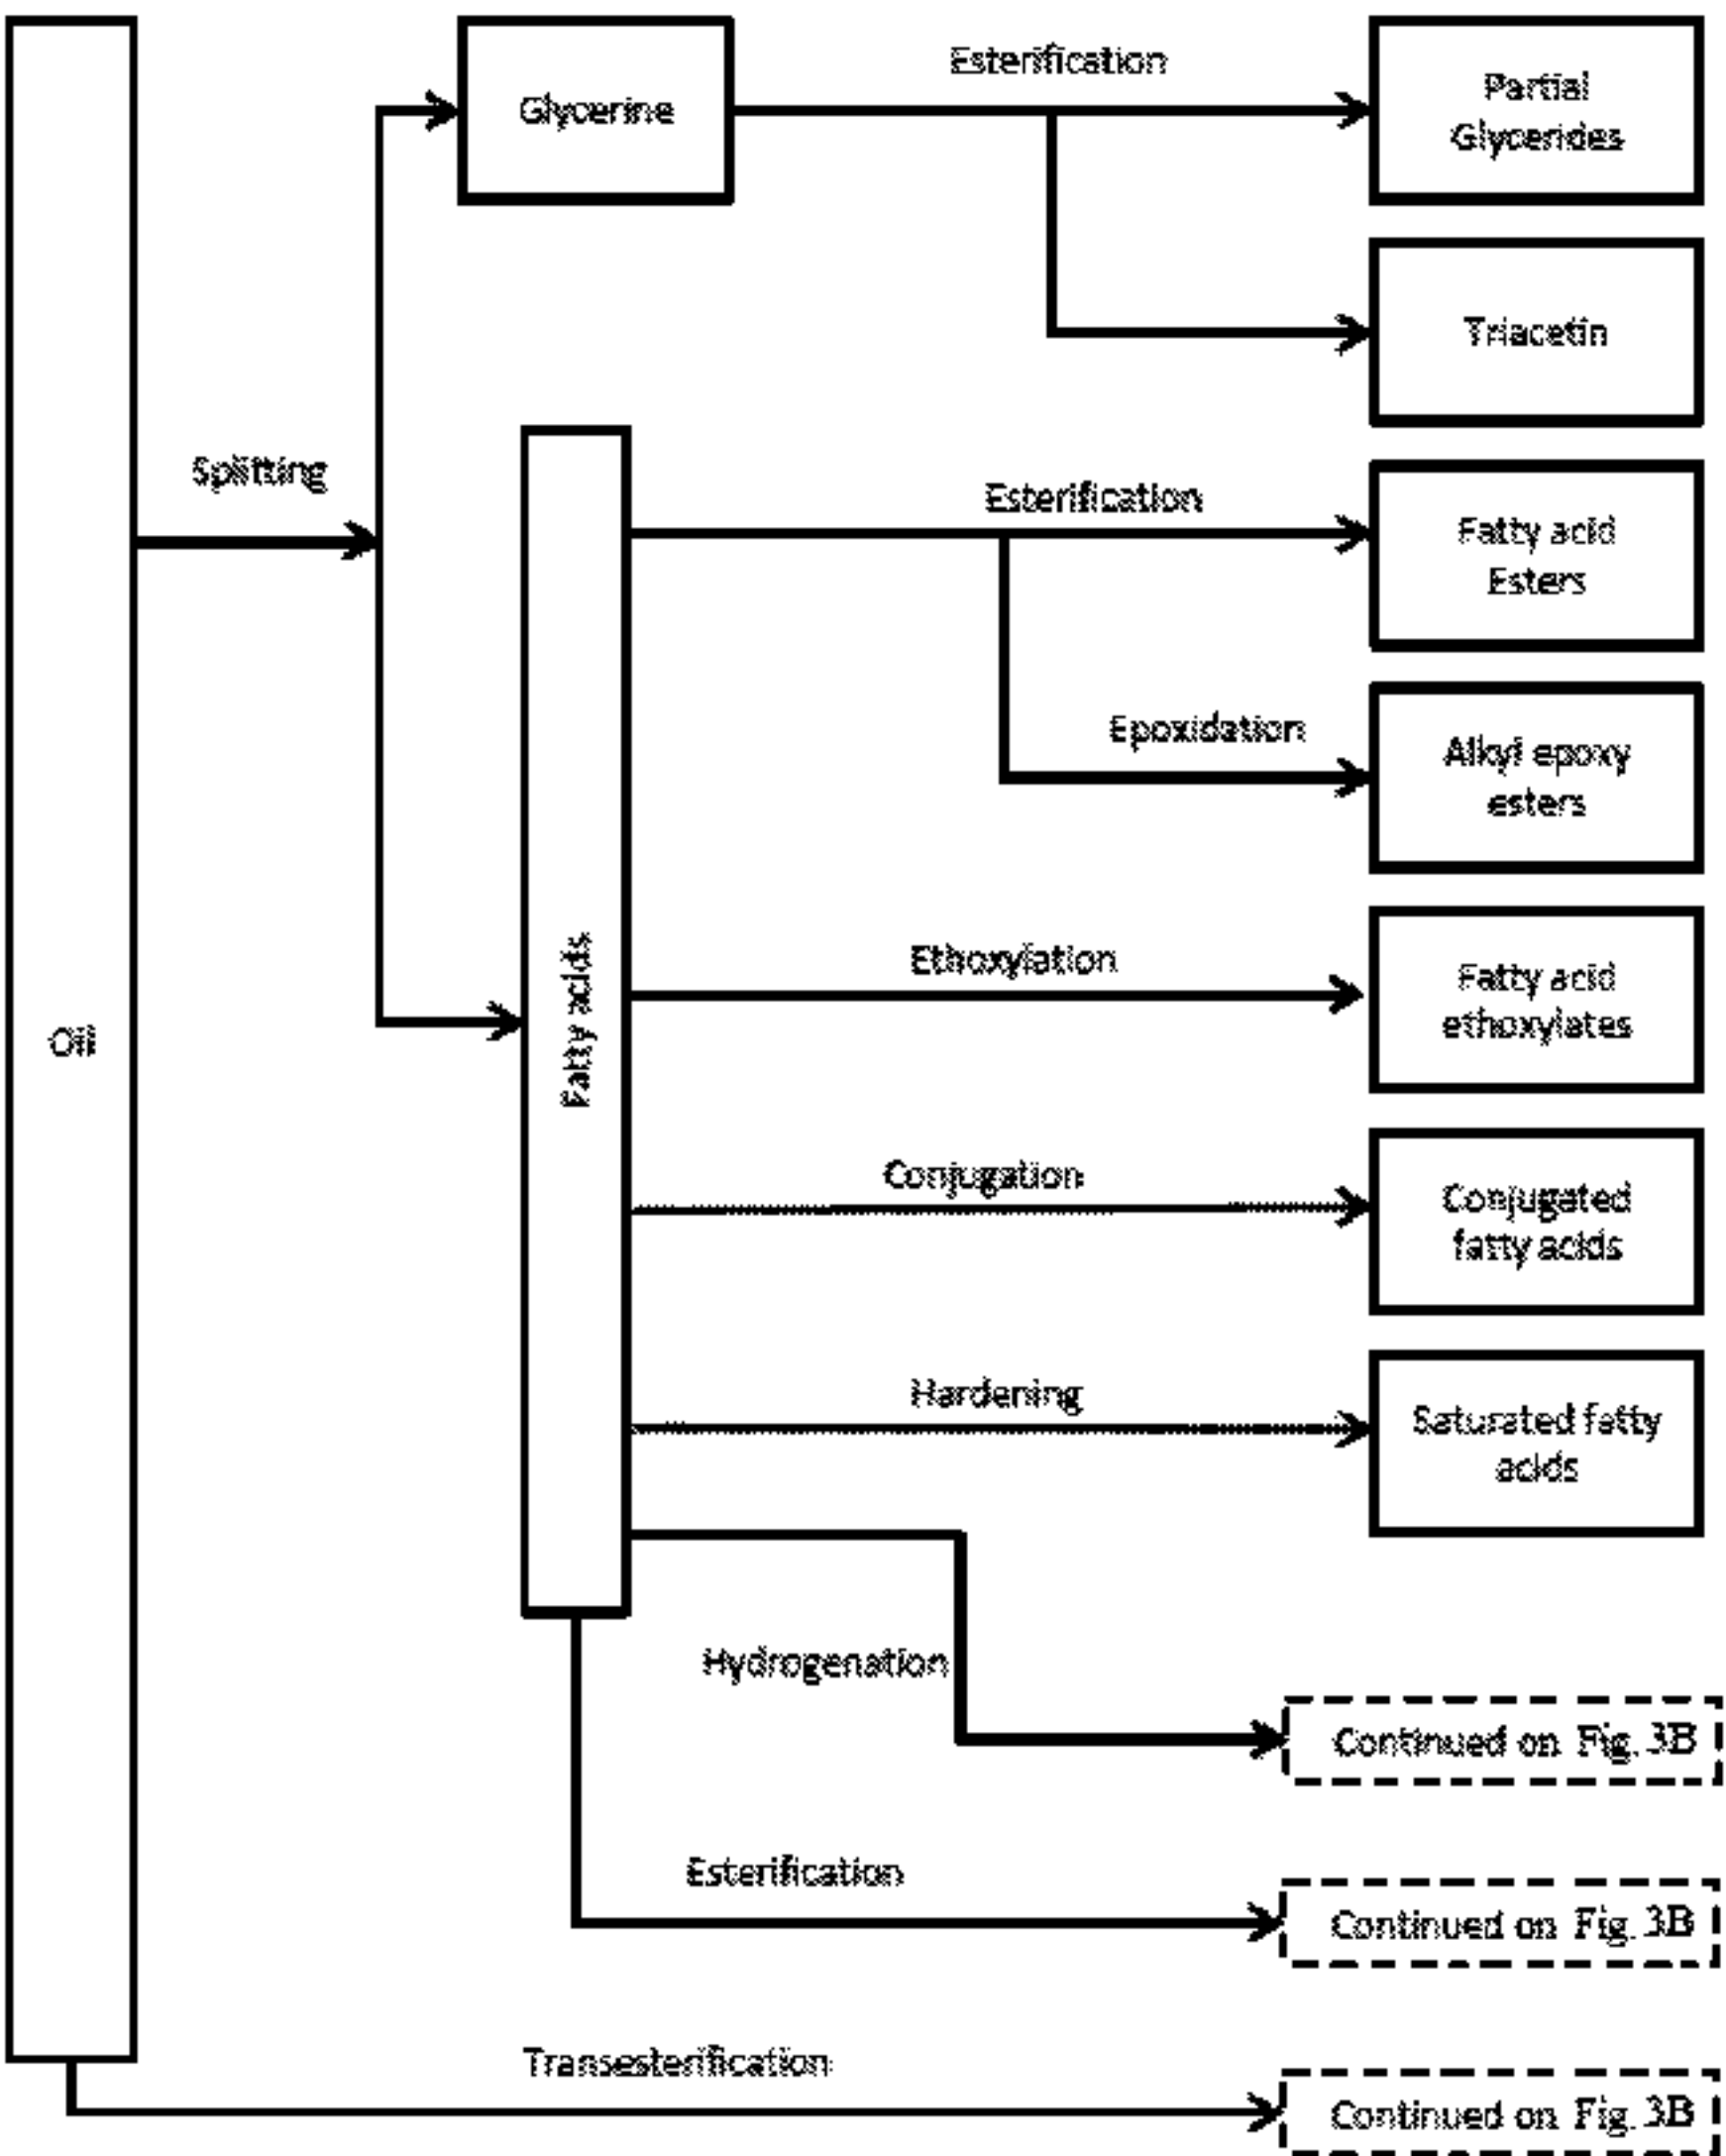 Esterification
Glycerine
Partial
Glycerides
Triacetin
Splitting
Esterification
Fatty acid
Esters
Epoxidation
Alkyl epoxy
esters
Oil
Fatty acids
Ethoxylation
Fatty acid
ethoxylates
Conjugation
Conjugated
fatty acids
Hardening
Saturated fatty
acids
Hydrogenation
Continued on Fig. 3B
Esterification
Continued on Fig. 3B
Transesterification
Continued on Fig. 3B